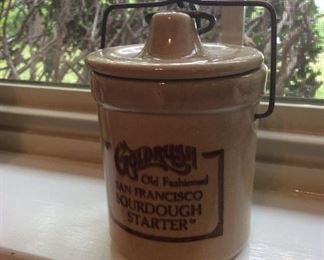 GOLDRUSH
Old Fashioned
SAN FRANCISCO
SOURDOUGH
STARTER